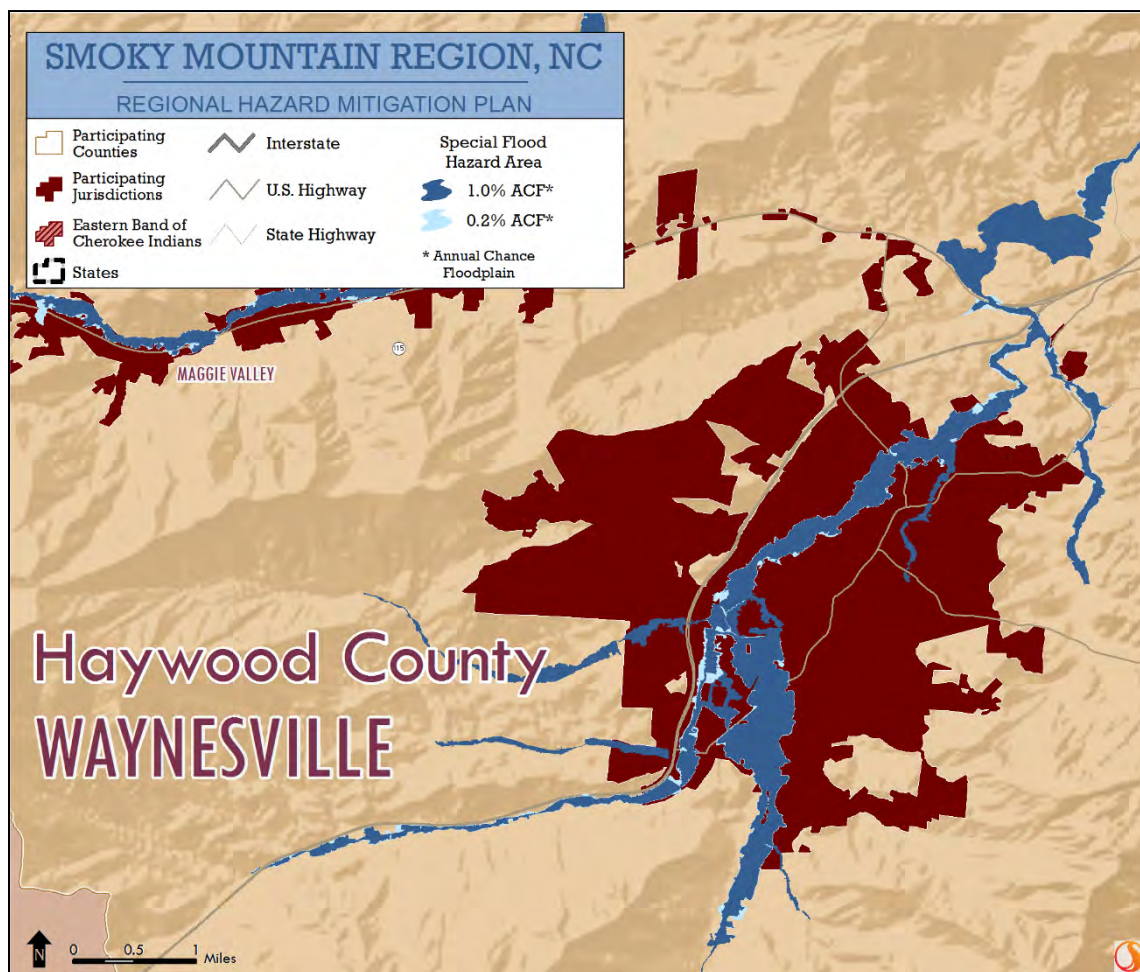 SMOKY MOUNTAIN REGION, NC
REGIONAL HAZARD MITIGATION PLAN
Participating
Counties
Participating
Jurisdictions
Eastern Band of
Cherokee Indians
States
Interstate
U.S. Highway
State Highway
Special Flood
Hazard Area
1.0% ACF*
0.2% ACF*
* Annual Chance
Floodplain
115
MAGGIE VALLEY
Haywood County
WAYNESVILLE
N
0 0.5 1
Miles